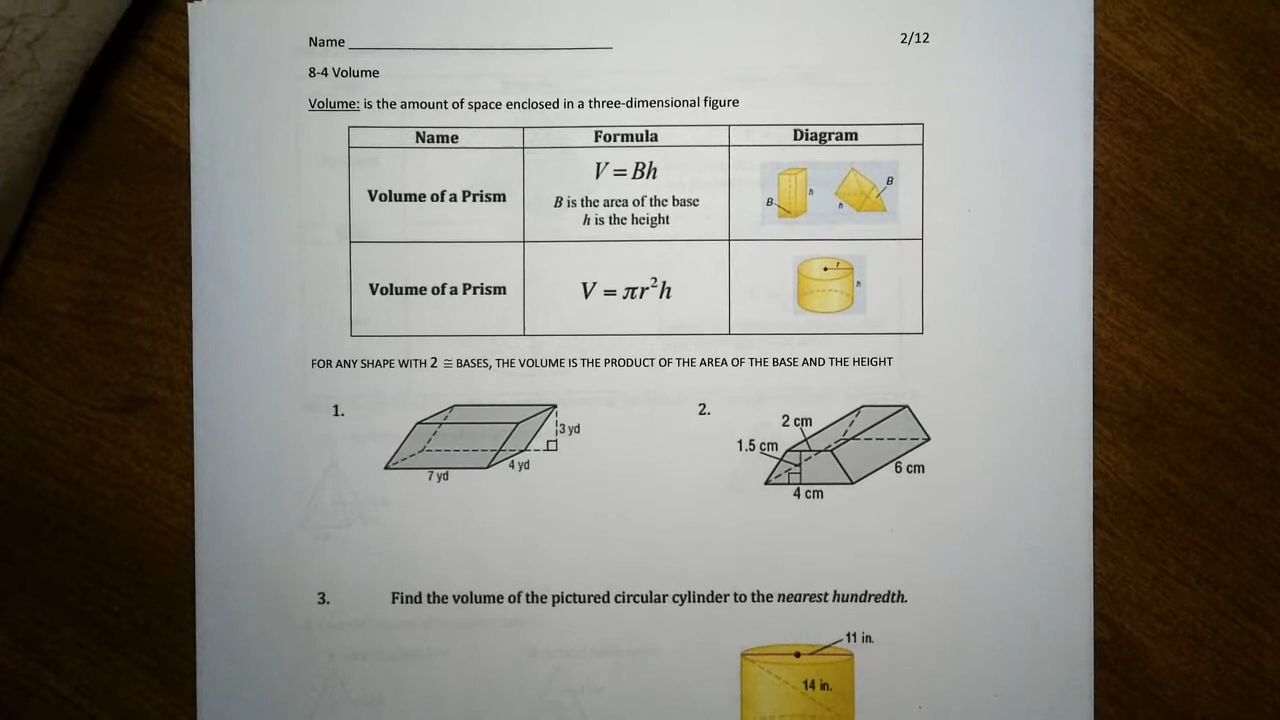 Name
2/12
8-4 Volume
Volume: is the amount of space enclosed in a three-dimensional figure
Name Formula Diagram
Volume of a Prism
V = Bh
B is the area of the base
h is the height
B h h B
Volume of a Prism
V = πr²h
r
h
FOR ANY SHAPE WITH 2 ≅ BASES, THE VOLUME IS THE PRODUCT OF THE AREA OF THE BASE AND THE HEIGHT
1.
3 yd
4 yd
7 yd
2.
2 cm
1.5 cm
6 cm
4 cm
3. Find the volume of the pictured circular cylinder to the nearest hundredth.
11 in.
14 in.